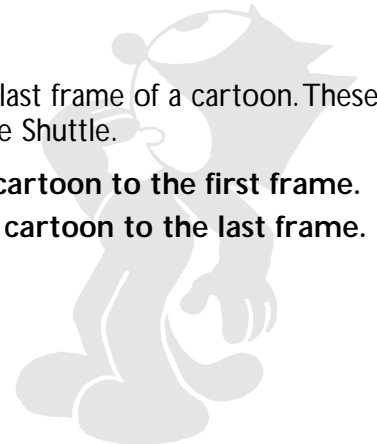 last frame of a cartoon. These
e Shuttle.
cartoon to the first frame.
cartoon to the last frame.